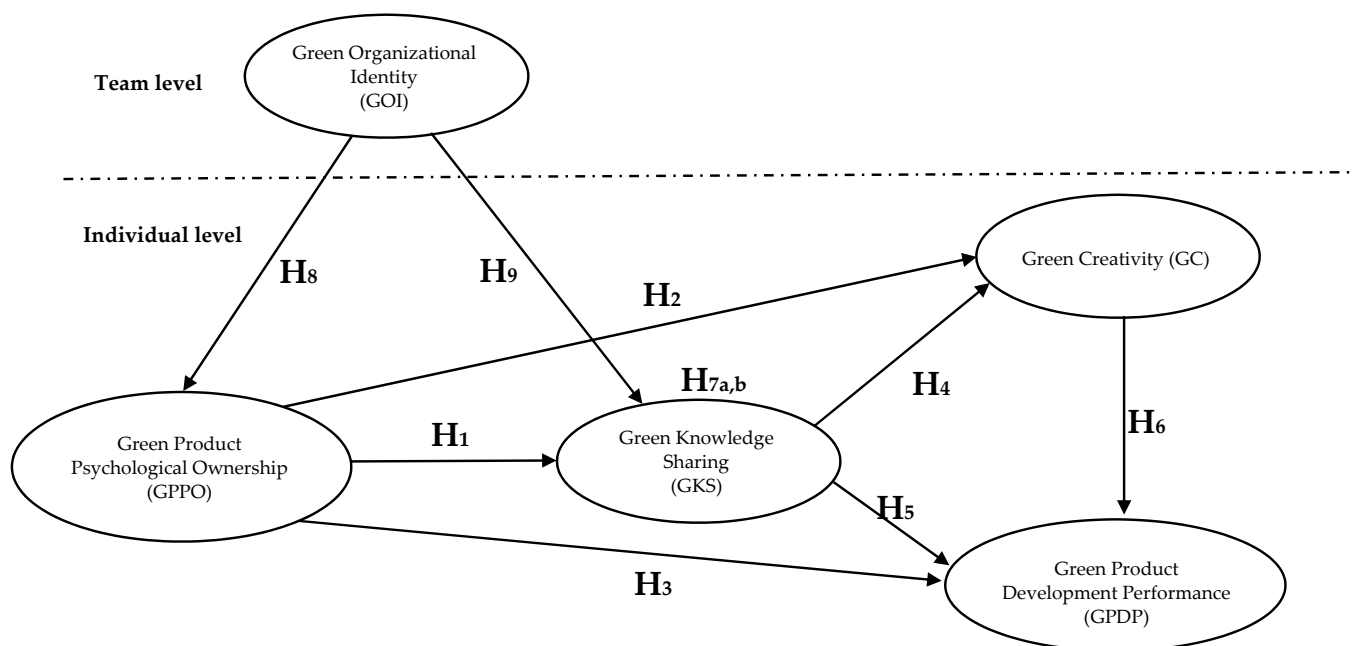 Green Organizational
Identity
(GOI)
Team level
Individual level
H8
H9
H2
Green Creativity (GC)
H7a,b
H4
H1
H6
Green Product
Psychological Ownership
(GPPO)
Green Knowledge
Sharing
(GKS)
H5
H3
Green Product
Development Performance
(GPDP)